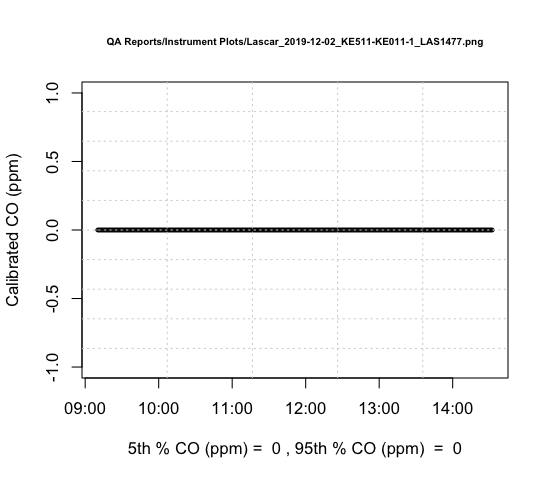 QA Reports/Instrument Plots/Lascar_2019-12-02_KE511-KE011-1_LAS1477.png
1.0
0.5
0.0
-0.5
-1.0
Calibrated CO (ppm)
09:00 10:00 11:00 12:00 13:00 14:00
5th % CO (ppm) = 0 , 95th % CO (ppm) = 0